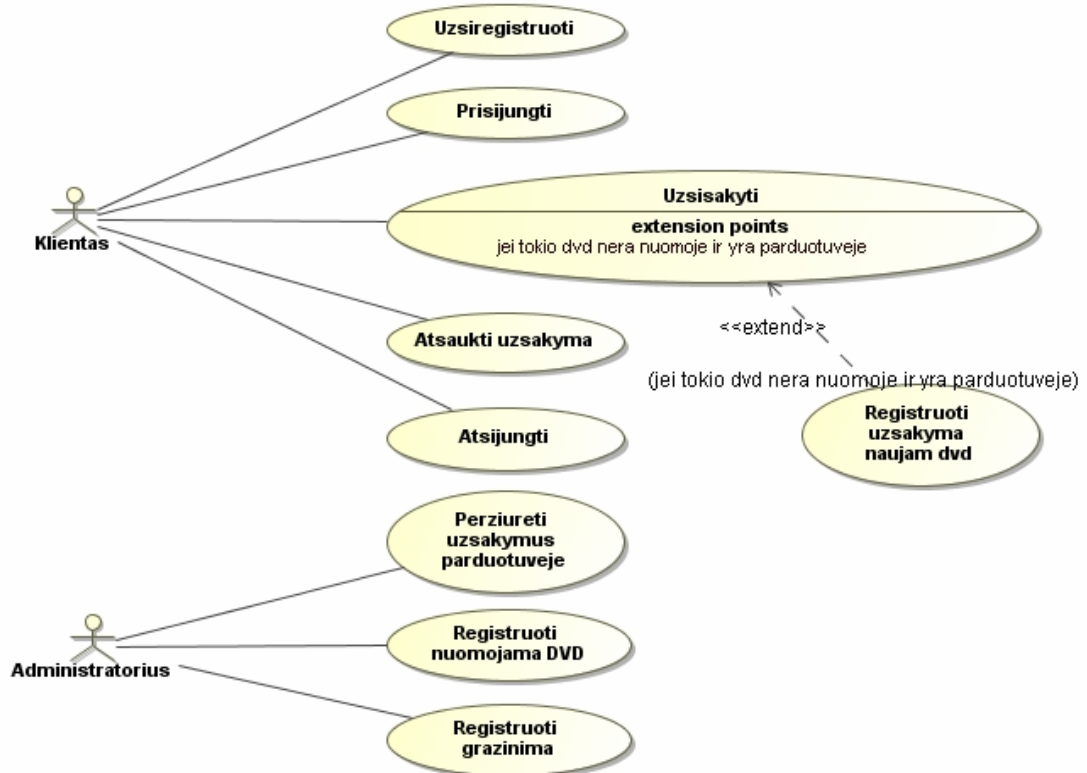 Uzsiregistruoti
Prisijungti
Klientas
Uzsisakyti
extension points
jei tokio dvd nera nuomoje ir yra parduotuveje
Atsaukti uzsakyma
<<extend>>
(jei tokio dvd nera nuomoje ir yra parduotuveje)
Atsijungti
Registruoti
uzsakyma
naujam dvd
Perziureti
uzsakymus
parduotuveje
Administratorius
Registruoti
nuomojama DVD
Registruoti
grazinima